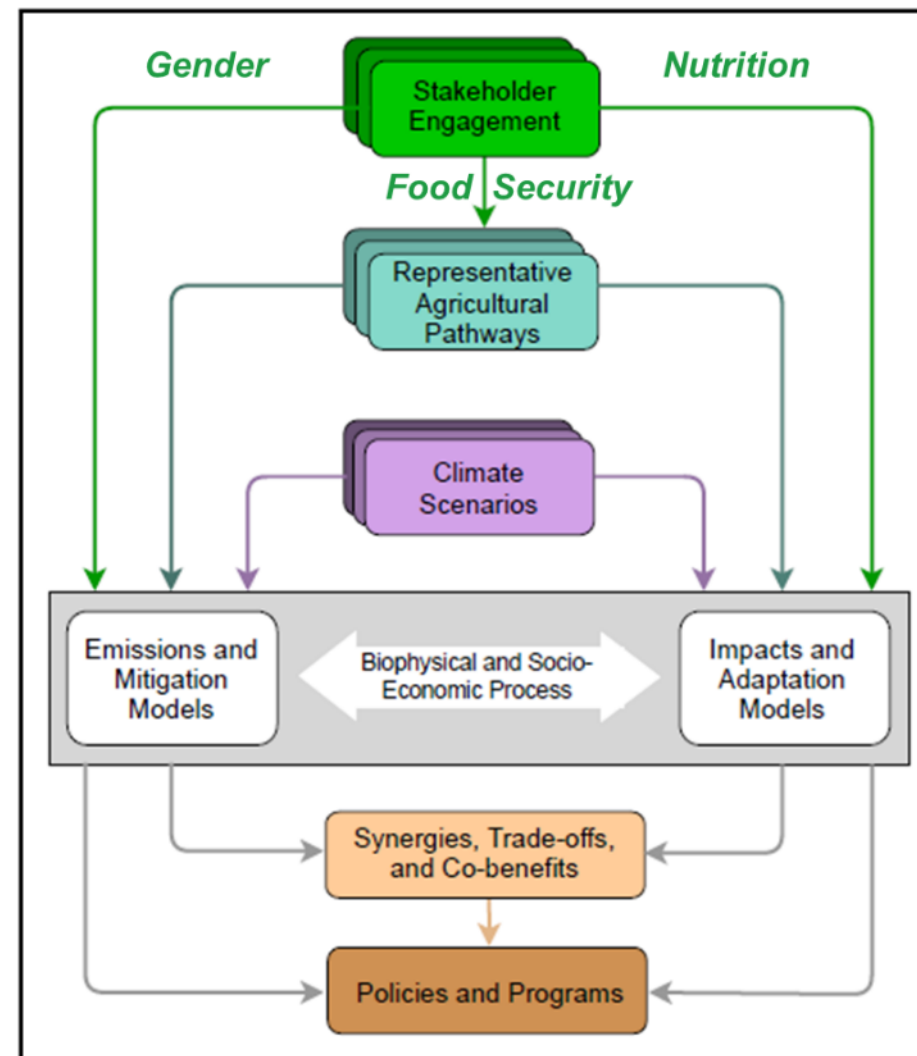 Gender
Nutrition
Stakeholder
Engagement
Food Security
Representative
Agricultural
Pathways
Climate
Scenarios
Emissions and
Mitigation
Models
Biophysical and Socio-
Economic Process
Impacts and
Adaptation
Models
Synergies, Trade-offs,
and Co-benefits
Policies and Programs